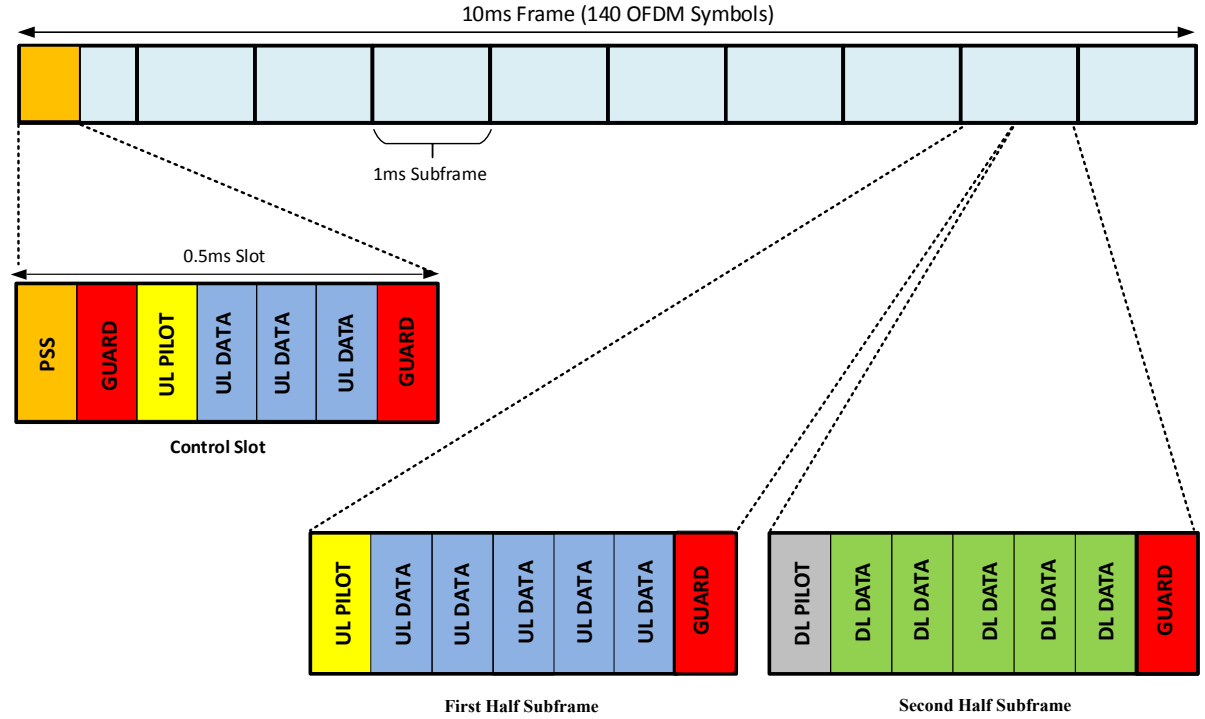 10ms Frame (140 OFDM Symbols)
1ms Subframe
0.5ms Slot
PSS
GUARD
UL PILOT
UL DATA
UL DATA
UL DATA
GUARD
Control Slot
UL PILOT
UL DATA
UL DATA
UL DATA
UL DATA
UL DATA
GUARD
First Half Subframe
DL PILOT
DL DATA
DL DATA
DL DATA
DL DATA
DL DATA
GUARD
Second Half Subframe